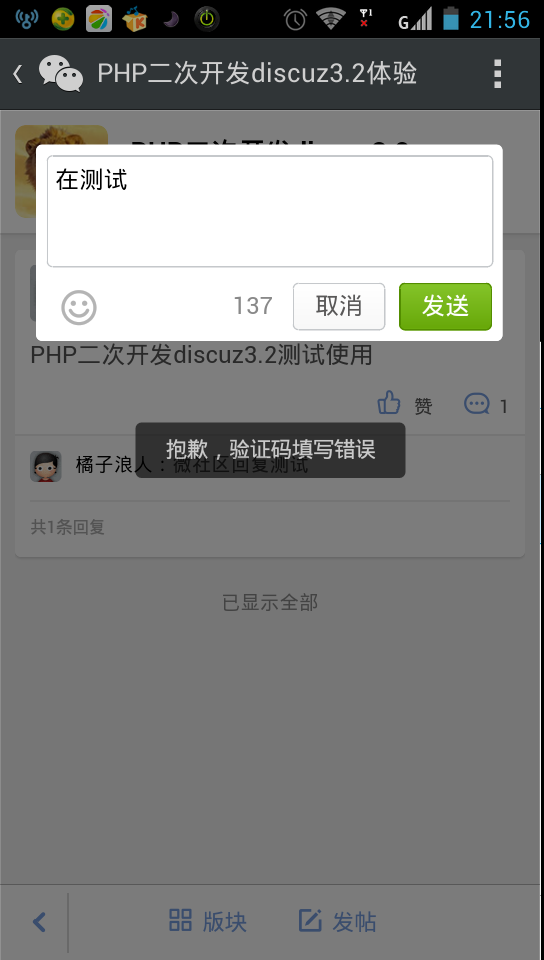 G 21:56
PHP二次开发discuz3.2体验
在测试
137 取消 发送
PHP二次开发discuz3.2测试使用
赞 1
抱歉，验证码填写错误
橘子浪人：微社区回复测试
共1条回复
已显示全部
版块 发帖